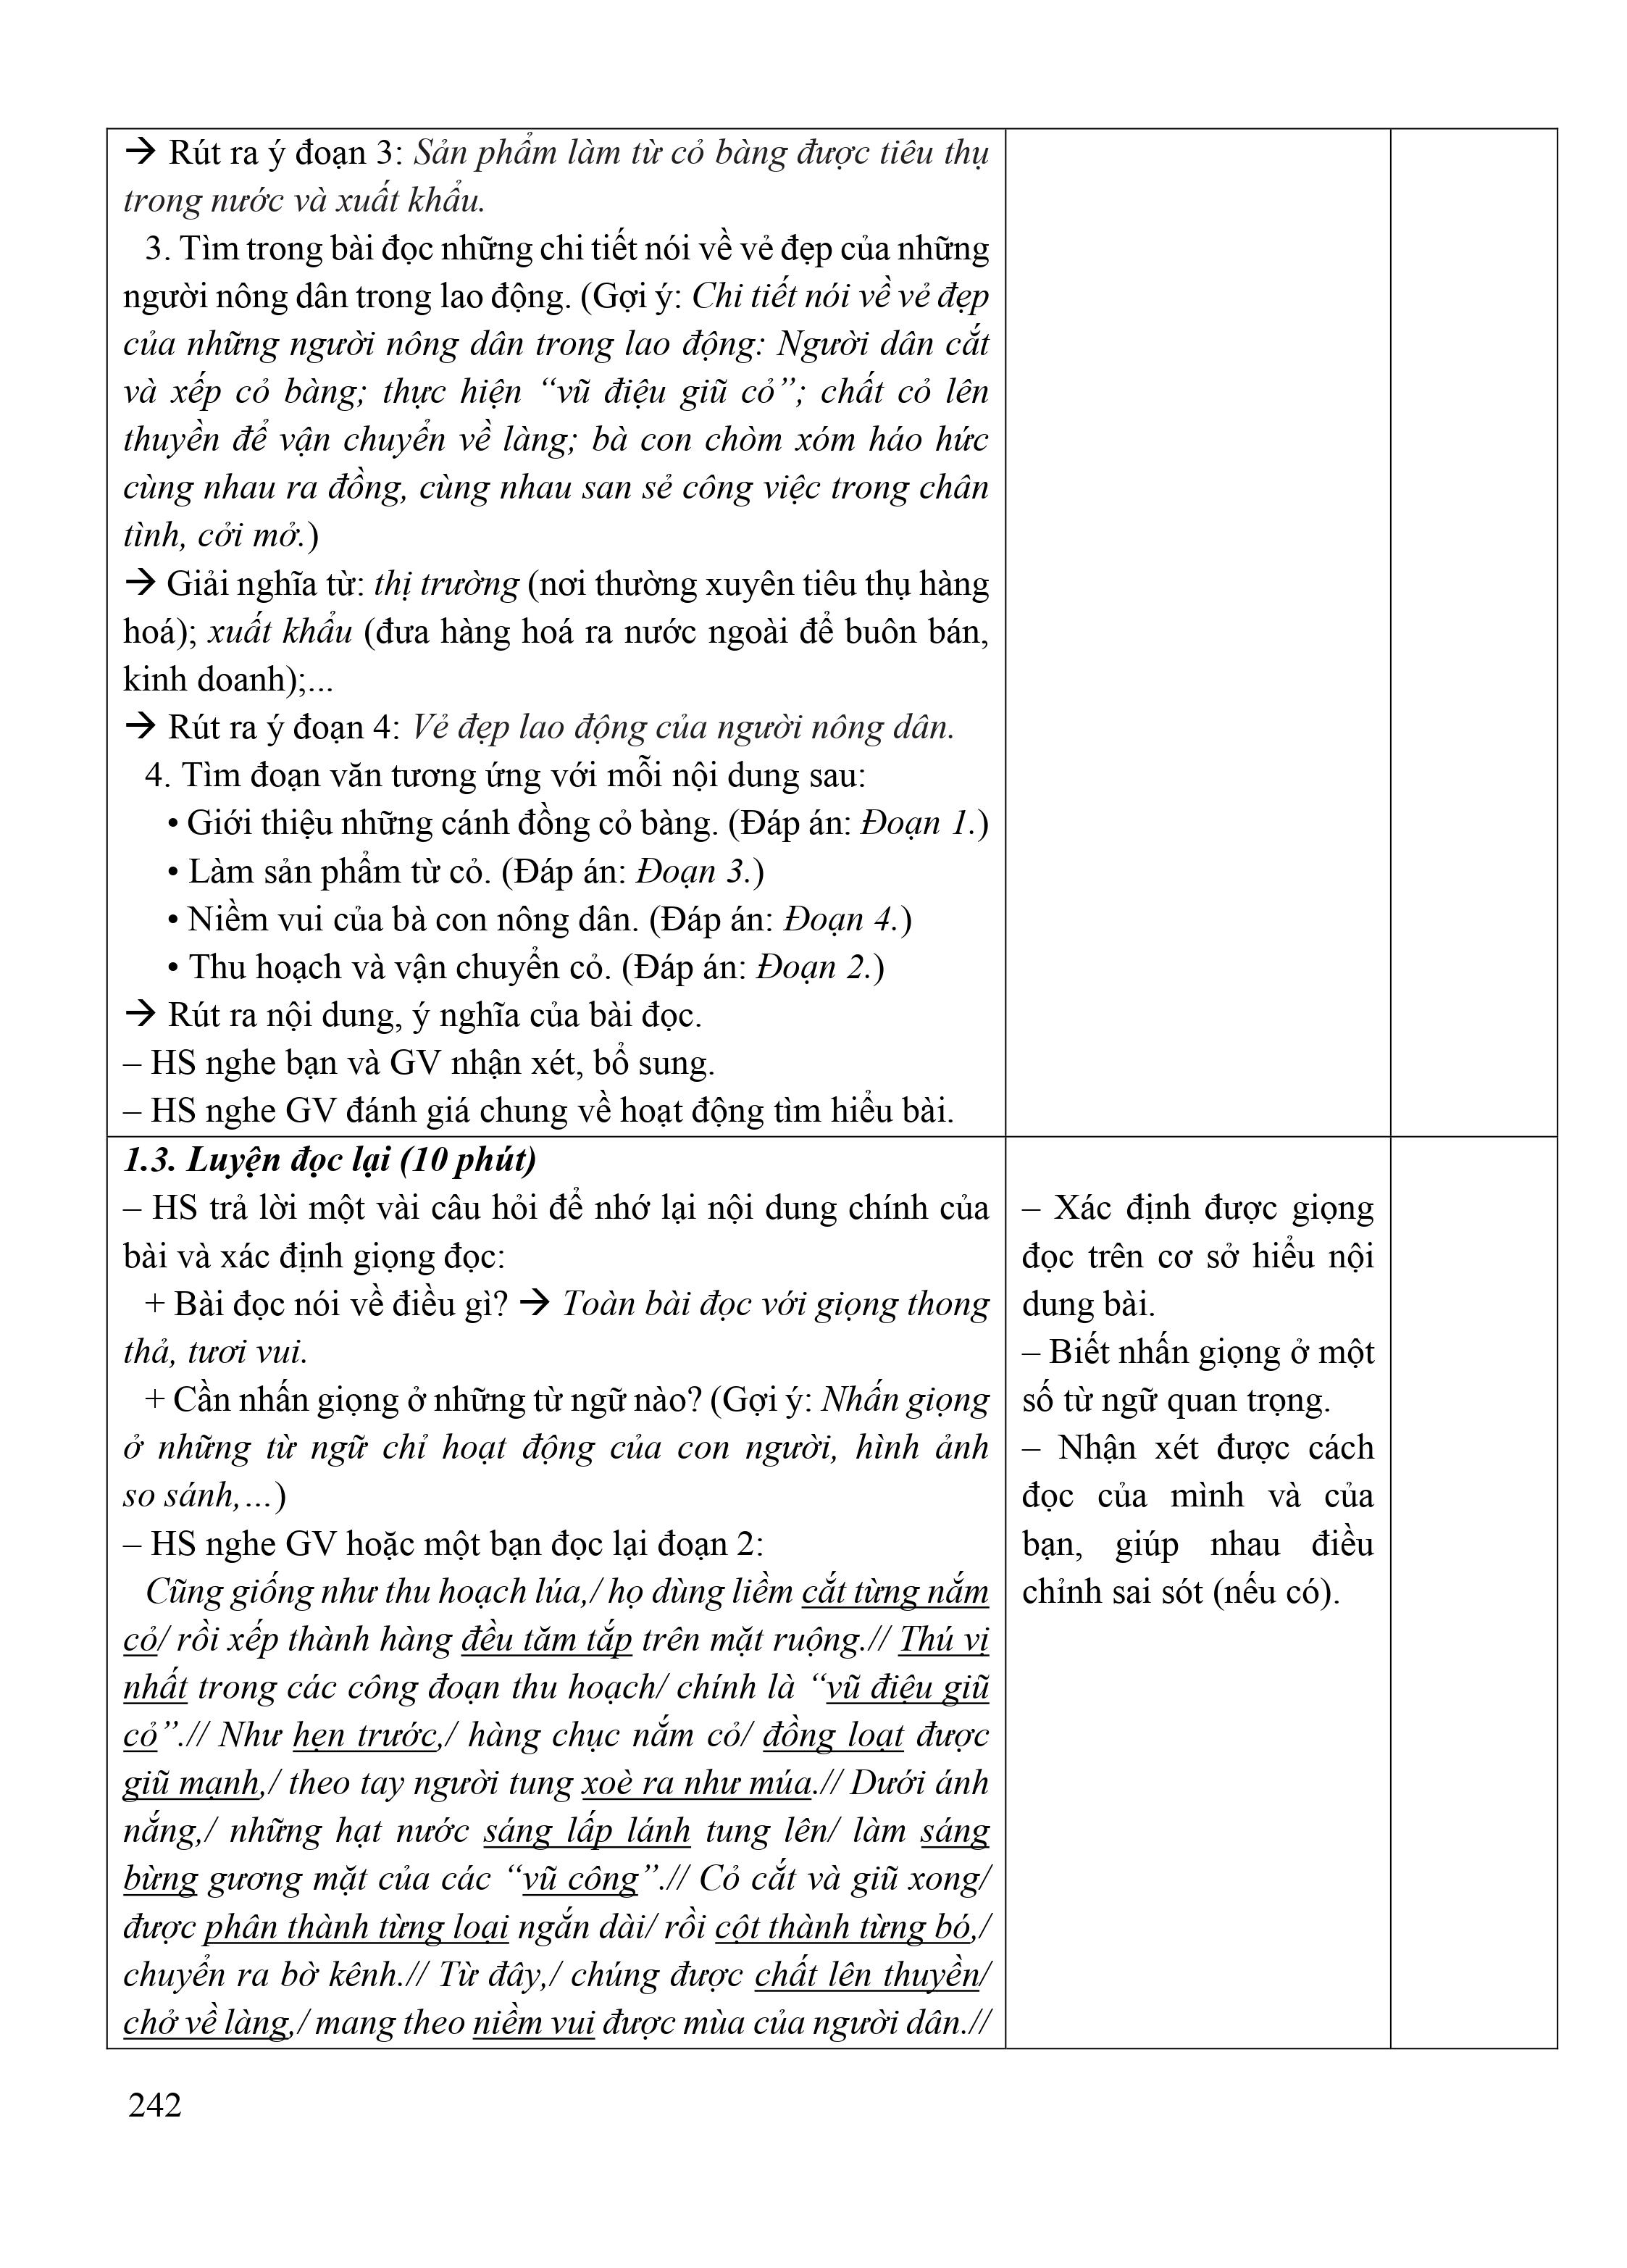 → Rút ra ý đoạn 3: Sản phẩm làm từ cỏ bàng được tiêu thụ
trong nước và xuất khẩu.
3. Tìm trong bài đọc những chi tiết nói về vẻ đẹp của những
người nông dân trong lao động. (Gợi ý: Chi tiết nói về vẻ đẹp
của những người nông dân trong lao động: Người dân cắt
và xếp cỏ bàng; thực hiện “vũ điệu giũ cỏ”; chất cỏ lên
thuyền để vận chuyển về làng; bà con chòm xóm háo hức
cùng nhau ra đồng, cùng nhau san sẻ công việc trong chân
tình, cởi mở.)
→ Giải nghĩa từ: thị trường (nơi thường xuyên tiêu thụ hàng
hoá); xuất khẩu (đưa hàng hoá ra nước ngoài để buôn bán,
kinh doanh);...
→ Rút ra ý đoạn 4: Vẻ đẹp lao động của người nông dân.
4. Tìm đoạn văn tương ứng với mỗi nội dung sau:
• Giới thiệu những cánh đồng cỏ bàng. (Đáp án: Đoạn 1.)
• Làm sản phẩm từ cỏ. (Đáp án: Đoạn 3.)
• Niềm vui của bà con nông dân. (Đáp án: Đoạn 4.)
• Thu hoạch và vận chuyển cỏ. (Đáp án: Đoạn 2.)
→ Rút ra nội dung, ý nghĩa của bài đọc.
– HS nghe bạn và GV nhận xét, bổ sung.
– HS nghe GV đánh giá chung về hoạt động tìm hiểu bài.
1.3. Luyện đọc lại (10 phút)
– HS trả lời một vài câu hỏi để nhớ lại nội dung chính của
bài và xác định giọng đọc:
+ Bài đọc nói về điều gì? → Toàn bài đọc với giọng thong
thả, tươi vui.
+ Cần nhấn giọng ở những từ ngữ nào? (Gợi ý: Nhấn giọng
ở những từ ngữ chỉ hoạt động của con người, hình ảnh
so sánh,…)
– HS nghe GV hoặc một bạn đọc lại đoạn 2:
Cũng giống như thu hoạch lúa,/ họ dùng liềm cắt từng nắm
cỏ/ rồi xếp thành hàng đều tăm tắp trên mặt ruộng.// Thú vị
nhất trong các công đoạn thu hoạch/ chính là “vũ điệu giũ
cỏ”.// Như hẹn trước,/ hàng chục nắm cỏ/ đồng loạt được
giũ mạnh,/ theo tay người tung xoè ra như múa.// Dưới ánh
nắng,/ những hạt nước sáng lấp lánh tung lên/ làm sáng
bừng gương mặt của các “vũ công”.// Cỏ cắt và giũ xong/
được phân thành từng loại ngắn dài/ rồi cột thành từng bó,/
chuyển ra bờ kênh.// Từ đây,/ chúng được chất lên thuyền/
chở về làng,/ mang theo niềm vui được mùa của người dân.//
– Xác định được giọng
đọc trên cơ sở hiểu nội
dung bài.
– Biết nhấn giọng ở một
số từ ngữ quan trọng.
– Nhận xét được cách
đọc của mình và của
bạn, giúp nhau điều
chỉnh sai sót (nếu có).
242